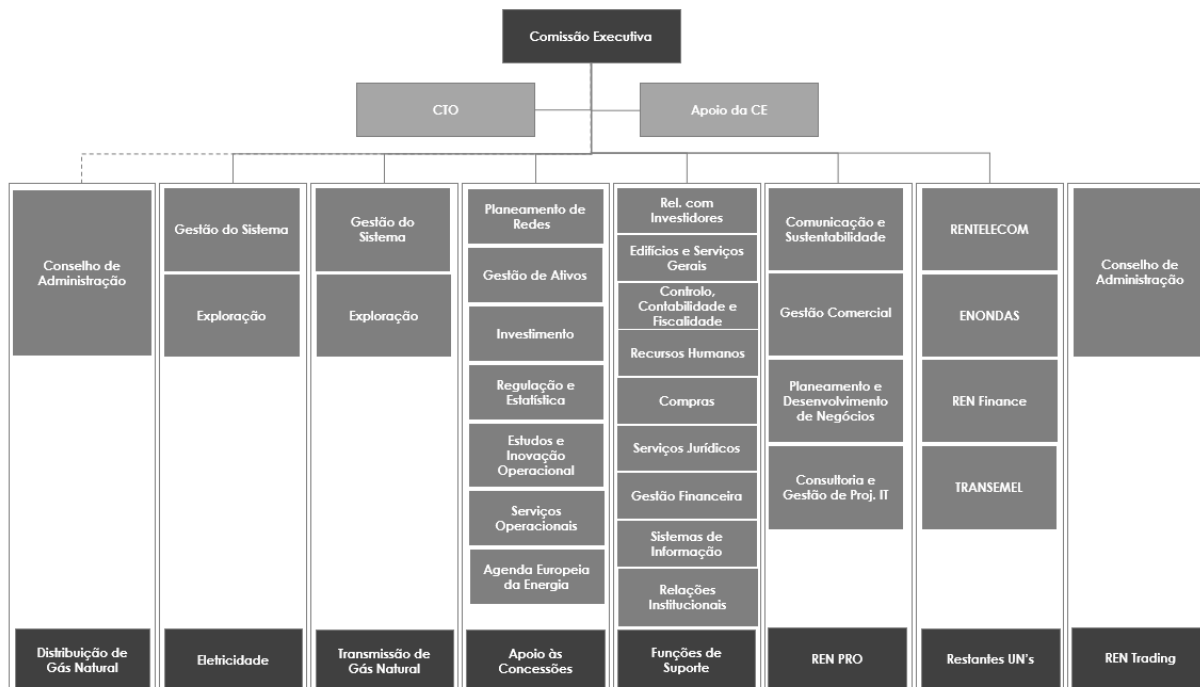 Comissão Executiva
CTO
Apoio da CE
Conselho de
Administração
Distribuição de
Gás Natural
Gestão do Sistema
Exploração
Eletricidade
Gestão do
Sistema
Exploração
Transmissão de
Gás Natural
Planeamento de
Redes
Gestão de Ativos
Investimento
Regulação e
Estatística
Estudos e
Inovação
Operacional
Serviços
Operacionais
Agenda Europeia
da Energia
Apoio às
Concessões
Rel. com
Investidores
Edifícios e Serviços
Gerais
Controlo,
Contabilidade e
Fiscalidade
Recursos Humanos
Compras
Serviços Jurídicos
Gestão Financeira
Sistemas de
Informação
Relações
Institucionais
Funções de
Suporte
Comunicação e
Sustentabilidade
Gestão Comercial
Planeamento e
Desenvolvimento
de Negócios
Consultoria e
Gestão de Proj. IT
REN PRO
RENTELECOM
ENONDAS
REN Finance
TRANSEMEL
Restantes UN's
Conselho de
Administração
REN Trading